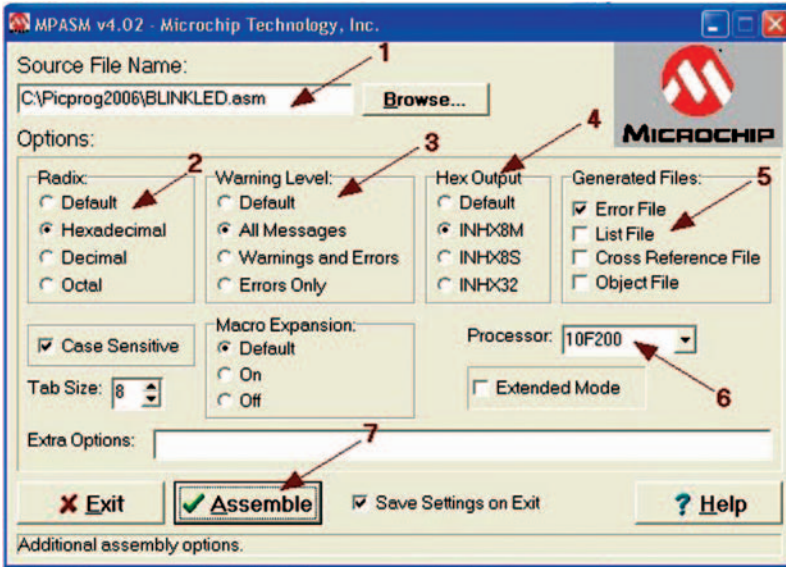 MPASM v4.02 - Microchip Technology, Inc.
Source File Name:
1
C:\Picprog2006\BLINKLED.asm
Browse...
MICROCHIP
Options:
2
3
4
5
Radix:
Default
Hexadecimal
Decimal
Octal
Warning Level:
Default
All Messages
Warnings and Errors
Errors Only
Hex Output
Default
INHX8M
INHX8S
INHX32
Generated Files:
Error File
List File
Cross Reference File
Object File
Case Sensitive
Tab Size: 8
Macro Expansion:
Default
On
Off
Processor: 10F200
6
Extended Mode
7
Extra Options:
Exit
Assemble
Save Settings on Exit
? Help
Additional assembly options.